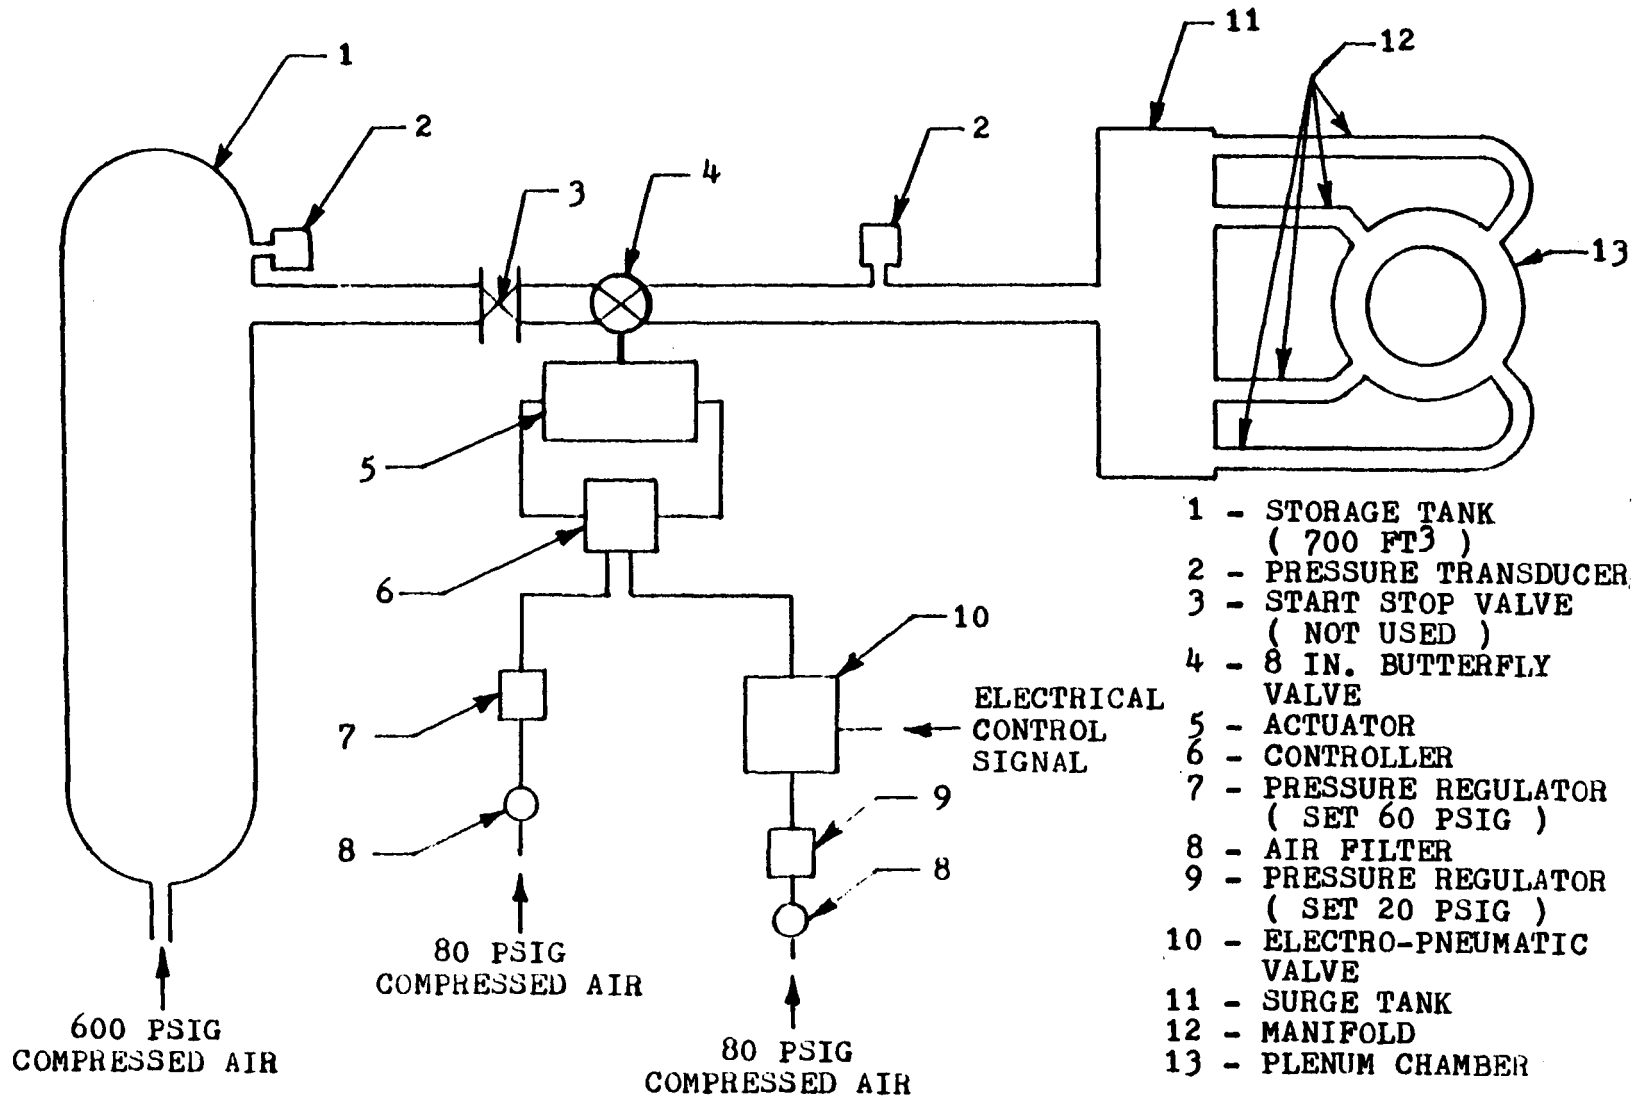 1
2
3
4
2
11
12
13
5
6
7
8
10
ELECTRICAL
CONTROL
SIGNAL
9
8
600 PSIG
COMPRESSED AIR
80 PSIG
COMPRESSED AIR
80 PSIG
COMPRESSED AIR
1 - STORAGE TANK
( 700 FT3 )
2 - PRESSURE TRANSDUCER
3 - START STOP VALVE
( NOT USED )
4 - 8 IN. BUTTERFLY
VALVE
5 - ACTUATOR
6 - CONTROLLER
7 - PRESSURE REGULATOR
( SET 60 PSIG )
8 - AIR FILTER
9 - PRESSURE REGULATOR
( SET 20 PSIG )
10 - ELECTRO-PNEUMATIC
VALVE
11 - SURGE TANK
12 - MANIFOLD
13 - PLENUM CHAMBER